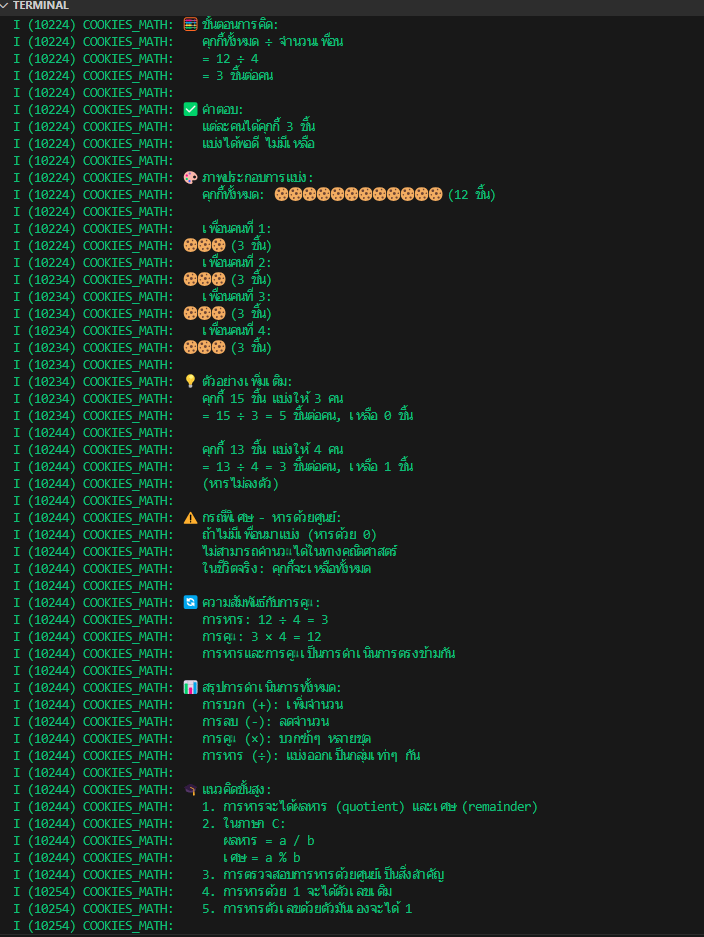 TERMINAL
I (10224) COOKIES_MATH: 🧮 ขั้นตอนการคิด:
I (10224) COOKIES_MATH: คุกกี้ทั้งหมด ÷ จำนวนเพื่อน
I (10224) COOKIES_MATH: = 12 ÷ 4
I (10224) COOKIES_MATH: = 3 ชิ้นต่อคน
I (10224) COOKIES_MATH:
I (10224) COOKIES_MATH: ✅ คำตอบ:
I (10224) COOKIES_MATH: แต่ละคนได้คุกกี้ 3 ชิ้น
I (10224) COOKIES_MATH: แบ่งได้พอดี ไม่มีเหลือ
I (10224) COOKIES_MATH:
I (10224) COOKIES_MATH: 🎨 ภาพประกอบการแบ่ง:
I (10224) COOKIES_MATH: คุกกี้ทั้งหมด: 🍪🍪🍪🍪🍪🍪🍪🍪🍪🍪🍪🍪 (12 ชิ้น)
I (10224) COOKIES_MATH:
I (10224) COOKIES_MATH: เพื่อนคนที่ 1:
I (10224) COOKIES_MATH: 🍪🍪🍪 (3 ชิ้น)
I (10224) COOKIES_MATH: เพื่อนคนที่ 2:
I (10234) COOKIES_MATH: 🍪🍪🍪 (3 ชิ้น)
I (10234) COOKIES_MATH: เพื่อนคนที่ 3:
I (10234) COOKIES_MATH: 🍪🍪🍪 (3 ชิ้น)
I (10234) COOKIES_MATH: เพื่อนคนที่ 4:
I (10234) COOKIES_MATH: 🍪🍪🍪 (3 ชิ้น)
I (10234) COOKIES_MATH:
I (10234) COOKIES_MATH: 💡 ตัวอย่างเพิ่มเติม:
I (10234) COOKIES_MATH: คุกกี้ 15 ชิ้น แบ่งให้ 3 คน
I (10234) COOKIES_MATH: = 15 ÷ 3 = 5 ชิ้นต่อคน, เหลือ 0 ชิ้น
I (10244) COOKIES_MATH:
I (10244) COOKIES_MATH: คุกกี้ 13 ชิ้น แบ่งให้ 4 คน
I (10244) COOKIES_MATH: = 13 ÷ 4 = 3 ชิ้นต่อคน, เหลือ 1 ชิ้น
I (10244) COOKIES_MATH: (หารไม่ลงตัว)
I (10244) COOKIES_MATH:
I (10244) COOKIES_MATH: ⚠️ กรณีพิเศษ - หารด้วยศูนย์:
I (10244) COOKIES_MATH: ถ้าไม่มีเพื่อนมาแบ่ง (หารด้วย 0)
I (10244) COOKIES_MATH: ไม่สามารถคำนวณได้ในทางคณิตศาสตร์
I (10244) COOKIES_MATH: ในชีวิตจริง: คุกกี้จะเหลือทั้งหมด
I (10244) COOKIES_MATH:
I (10244) COOKIES_MATH: 🔄 ความสัมพันธ์กับการคูณ:
I (10244) COOKIES_MATH: การหาร: 12 ÷ 4 = 3
I (10244) COOKIES_MATH: การคูณ: 3 × 4 = 12
I (10244) COOKIES_MATH: การหารและการคูณเป็นการดำเนินการตรงข้ามกัน
I (10244) COOKIES_MATH:
I (10244) COOKIES_MATH: 📊 สรุปการดำเนินการทั้งหมด:
I (10244) COOKIES_MATH: การบวก (+): เพิ่มจำนวน
I (10244) COOKIES_MATH: การลบ (-): ลดจำนวน
I (10244) COOKIES_MATH: การคูณ (×): บวกซ้ำๆ หลายชุด
I (10244) COOKIES_MATH: การหาร (÷): แบ่งออกเป็นกลุ่มเท่าๆ กัน
I (10244) COOKIES_MATH:
I (10244) COOKIES_MATH: 🎓 แนวคิดขั้นสูง:
I (10244) COOKIES_MATH: 1. การหารจะได้ผลหาร (quotient) และเศษ (remainder)
I (10244) COOKIES_MATH: 2. ในภาษา C:
I (10244) COOKIES_MATH: ผลหาร = a / b
I (10244) COOKIES_MATH: เศษ = a % b
I (10244) COOKIES_MATH: 3. การตรวจสอบการหารด้วยศูนย์เป็นสิ่งสำคัญ
I (10254) COOKIES_MATH: 4. การหารด้วย 1 จะได้ตัวเลขเดิม
I (10254) COOKIES_MATH: 5. การหารตัวเลขด้วยตัวมันเองจะได้ 1
I (10254) COOKIES_MATH: